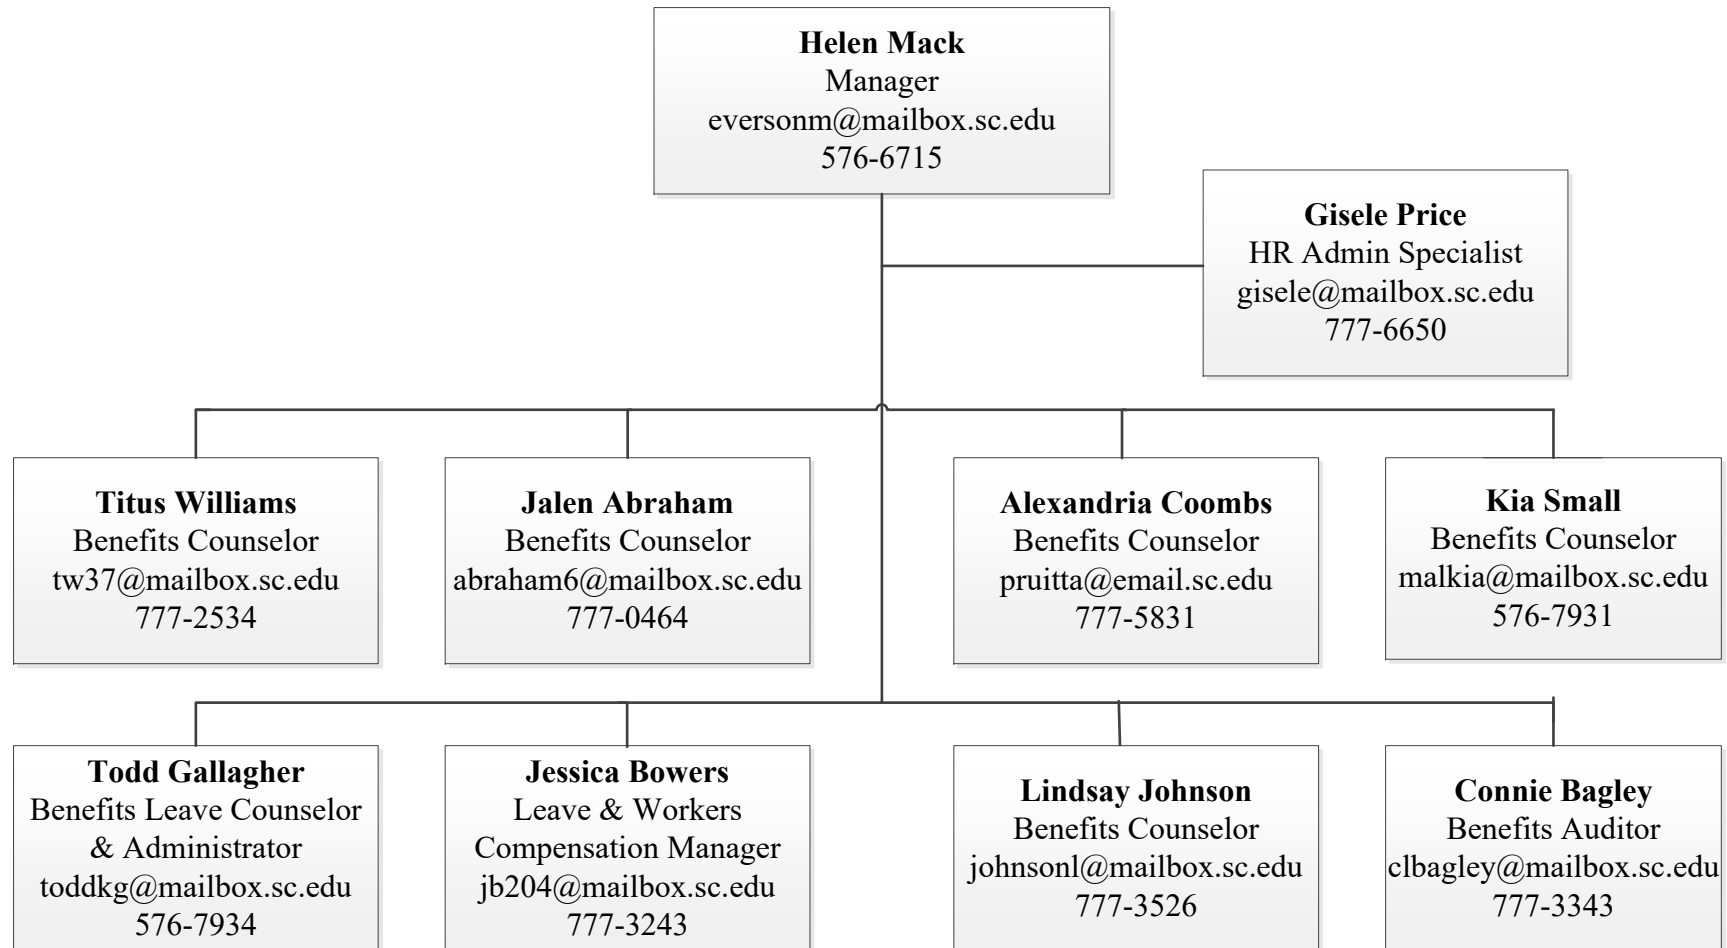 Helen Mack
Manager
eversonm@mailbox.sc.edu
576-6715
Gisele Price
HR Admin Specialist
gisele@mailbox.sc.edu
777-6650
Titus Williams
Benefits Counselor
tw37@mailbox.sc.edu
777-2534
Jalen Abraham
Benefits Counselor
abraham6@mailbox.sc.edu
777-0464
Alexandria Coombs
Benefits Counselor
pruitta@email.sc.edu
777-5831
Kia Small
Benefits Counselor
malkia@mailbox.sc.edu
576-7931
Todd Gallagher
Benefits Leave Counselor
& Administrator
toddkg@mailbox.sc.edu
576-7934
Jessica Bowers
Leave & Workers
Compensation Manager
jb204@mailbox.sc.edu
777-3243
Lindsay Johnson
Benefits Counselor
johnsonl@mailbox.sc.edu
777-3526
Connie Bagley
Benefits Auditor
clbagley@mailbox.sc.edu
777-3343